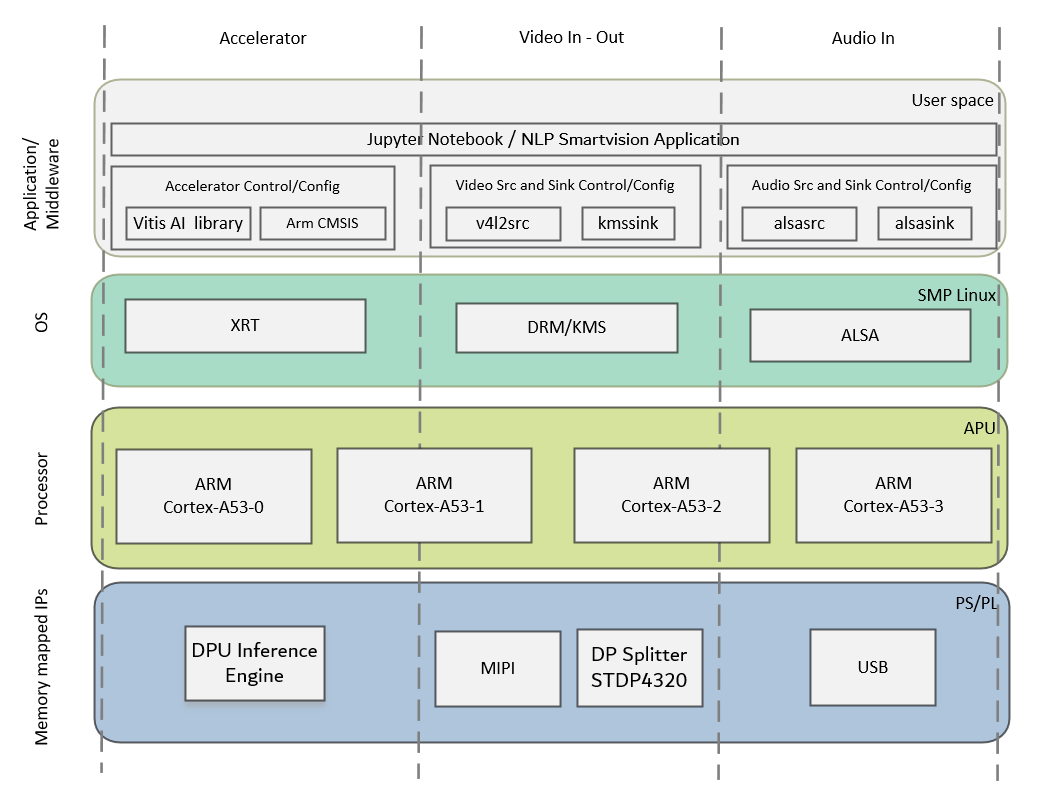 Accelerator
Video In - Out
Audio In
Application/
Middleware
User space
Jupyter Notebook / NLP Smartvision Application
Accelerator Control/Config
Vitis AI library
Arm CMSIS
Video Src and Sink Control/Config
v4l2src
kmssink
Audio Src and Sink Control/Config
alsasrc
alsasink
OS
SMP Linux
XRT
DRM/KMS
ALSA
Processor
APU
ARM
Cortex-A53-0
ARM
Cortex-A53-1
ARM
Cortex-A53-2
ARM
Cortex-A53-3
Memory mapped IPs
PS/PL
DPU Inference
Engine
MIPI
DP Splitter
STDP4320
USB